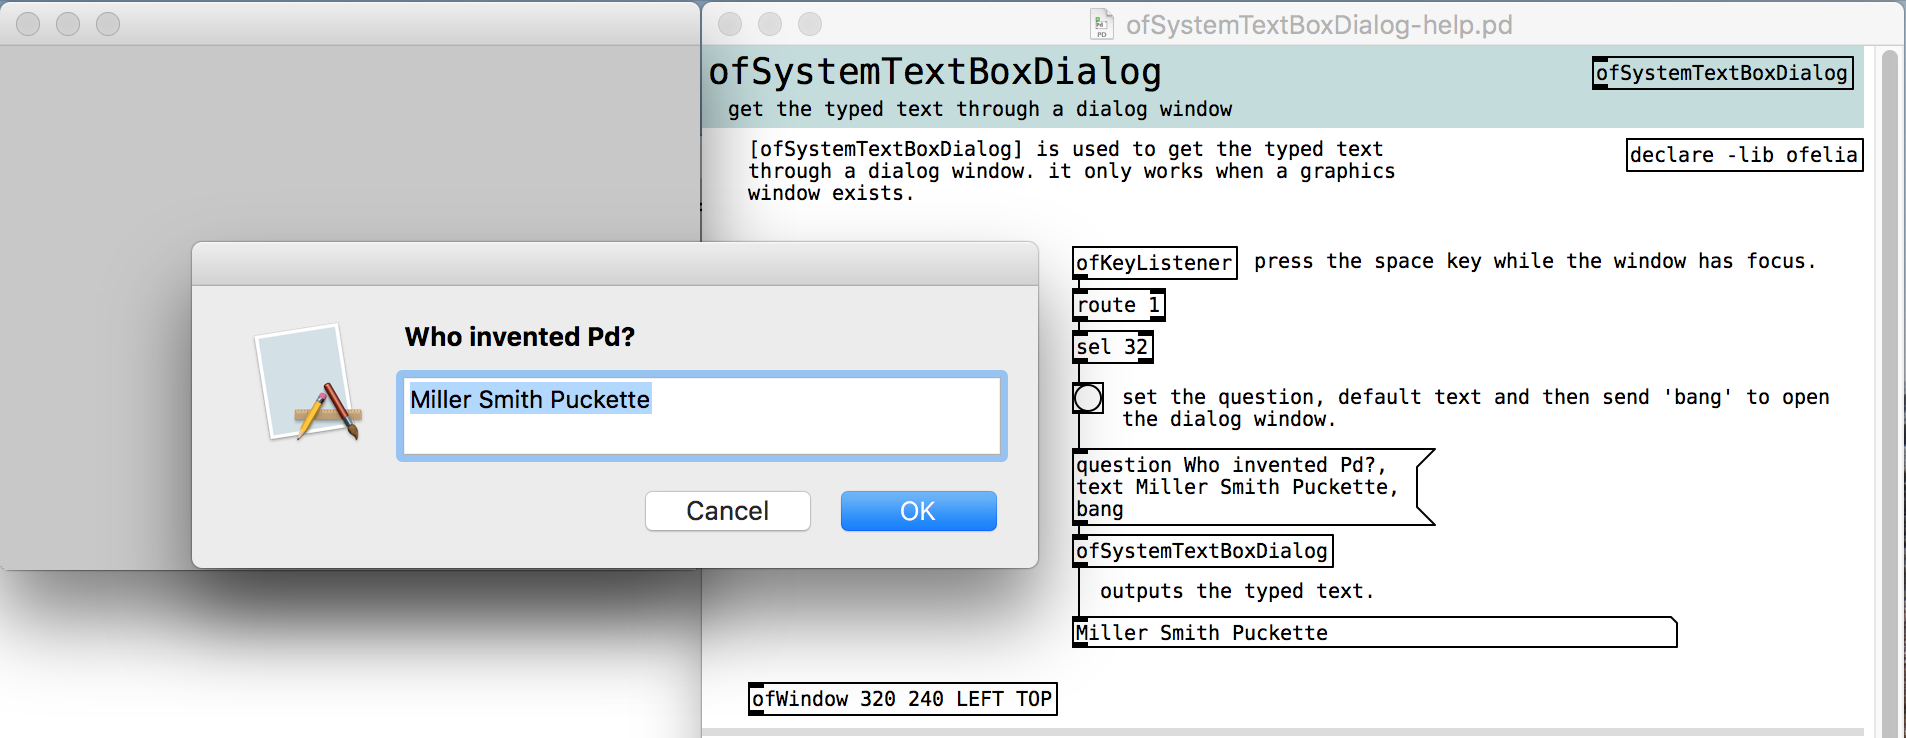 ofSystemTextBoxDialog-help.pd
PD
ofSystemTextBoxDialog
ofSystemTextBoxDialog
get the typed text through a dialog window
[ofSystemTextBoxDialog] is used to get the typed text
through a dialog window. it only works when a graphics
window exists.
declare -lib ofelia
ofKeyListener
press the space key while the window has focus.
route 1
sel 32
set the question, default text and then send 'bang' to open
the dialog window.
question Who invented Pd?,
text Miller Smith Puckette,
bang
ofSystemTextBoxDialog
outputs the typed text.
Miller Smith Puckette
ofWindow 320 240 LEFT TOP
Who invented Pd?
Miller Smith Puckette
Cancel
OK